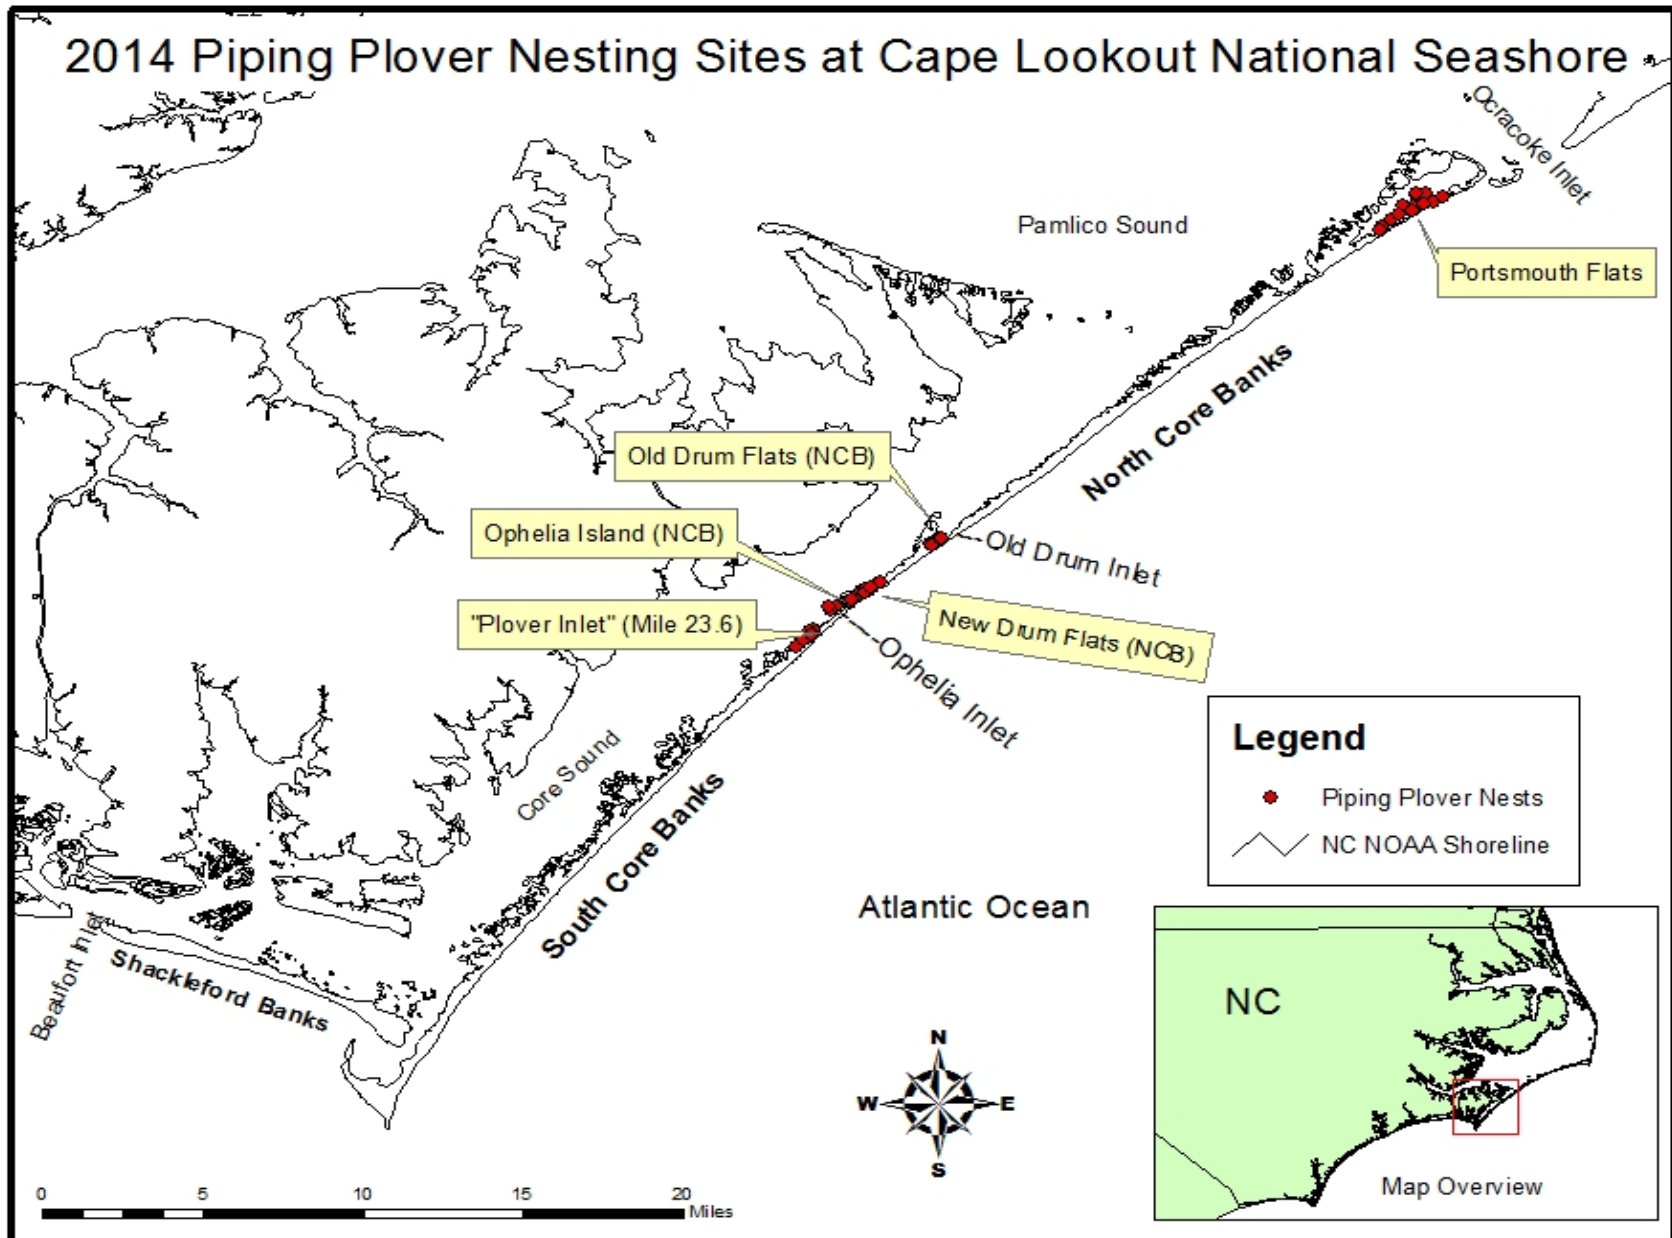 2014 Piping Plover Nesting Sites at Cape Lookout National Seashore
Ocracoke Inlet
Pamlico Sound
Portsmouth Flats
North Core Banks
Old Drum Flats (NCB)
Ophelia Island (NCB)
Old Drum Inlet
"Plover Inlet" (Mile 23.6)
New Drum Flats (NCB)
Ophelia Inlet
Core Sound
South Core Banks
Legend
Piping Plover Nests
NC NOAA Shoreline
Atlantic Ocean
Beaufort Inlet
Shackleford Banks
NC
N
W
E
S
Map Overview
0 5 10 15 20
Miles